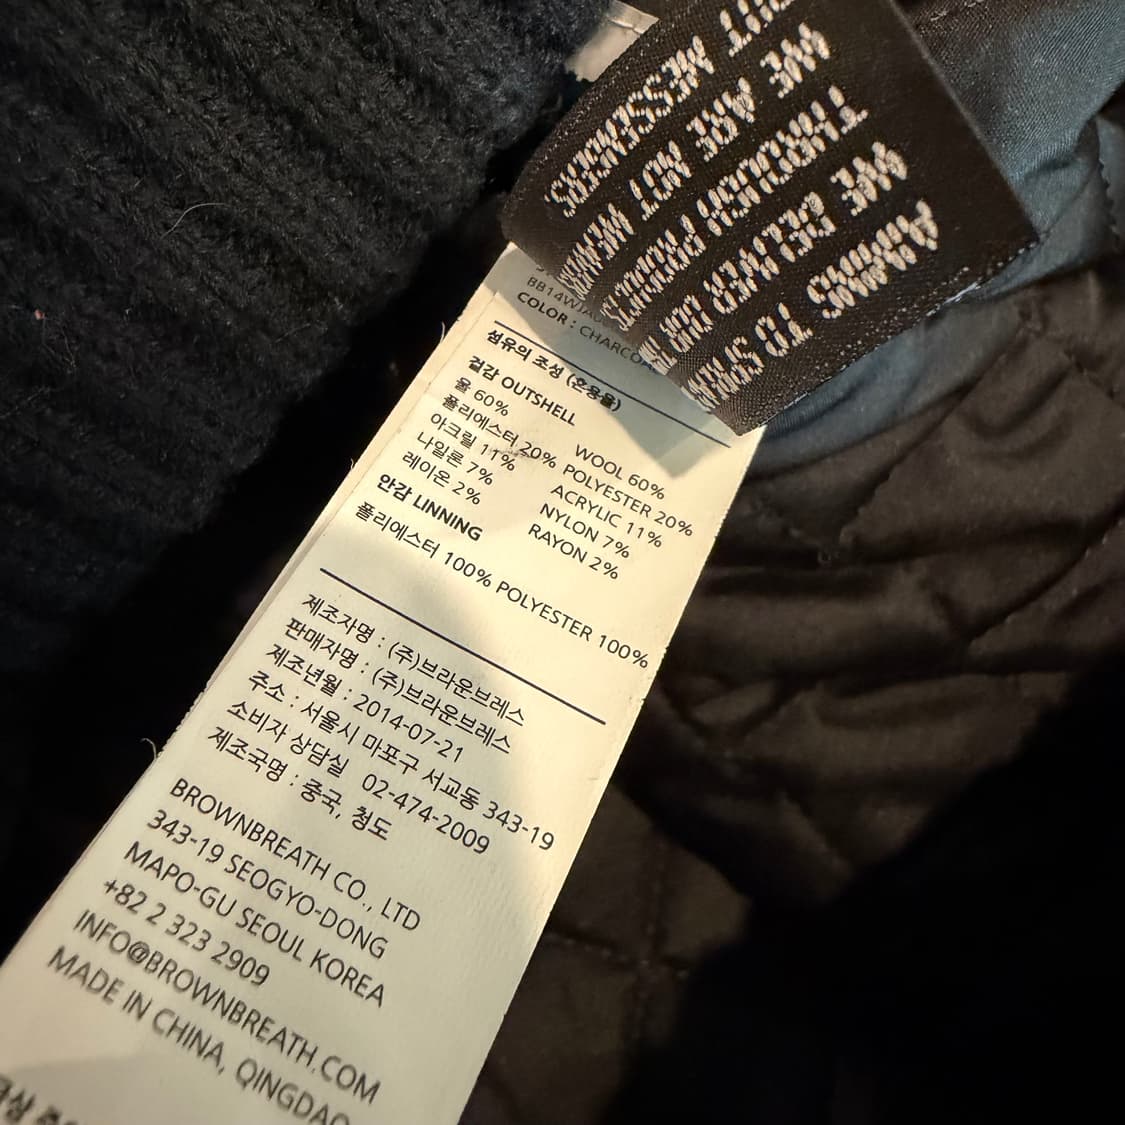 MESSENGERS
WE ARE NOT
THROUGH PRODUCTS
WE DELIVER OUR
AIMING TO
COLOR : CHARCOAL
섬유의 조성 (혼용율)
겉감 OUTSHELL
울 60% WOOL 60%
폴리에스터 20% POLYESTER 20%
아크릴 11% ACRYLIC 11%
나일론 7% NYLON 7%
레이온 2% RAYON 2%
안감 LINNING
폴리에스터 100% POLYESTER 100%
제조자명 : (주)브라운브레스
판매자명 : (주)브라운브레스
제조년월 : 2014-07-21
주소 : 서울시 마포구 서교동 343-19
소비자 상담실 02-474-2009
제조국명 : 중국, 청도
BROWNBREATH CO., LTD
343-19 SEOGYO-DONG
MAPO-GU SEOUL KOREA
+82 2 323 2909
INFO@BROWNBREATH.COM
MADE IN CHINA, QINGDAO